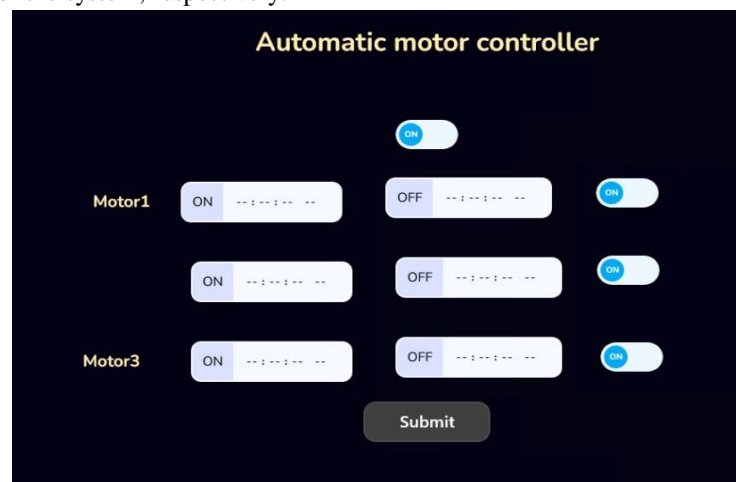 Automatic motor controller
ON
Motor1 ON --:--:-- -- OFF --:--:-- -- ON
ON --:--:-- -- OFF --:--:-- -- ON
Motor3 ON --:--:-- -- OFF --:--:-- -- ON
Submit